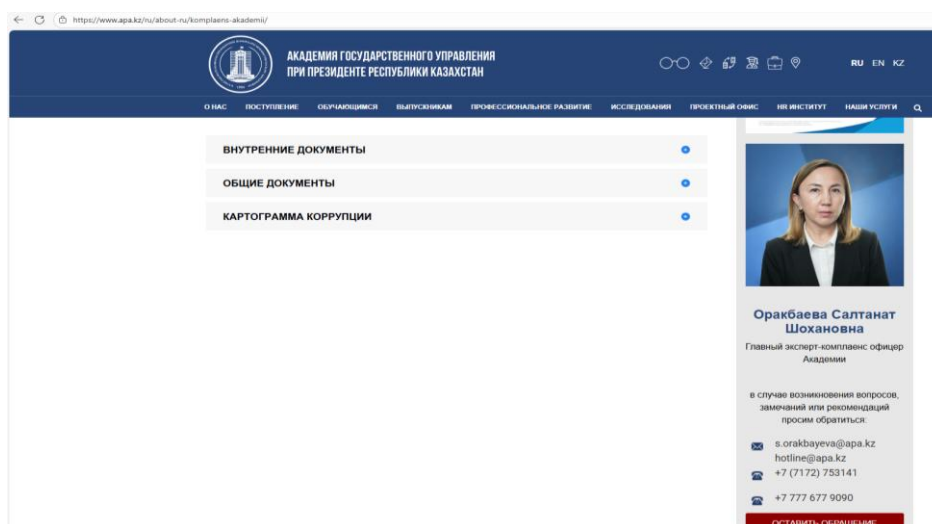 https://www.apa.kz/ru/about-ru/komplaens-akademii/
АКАДЕМИЯ ГОСУДАРСТВЕННОГО УПРАВЛЕНИЯ
ПРИ ПРЕЗИДЕНТЕ РЕСПУБЛИКИ КАЗАХСТАН
RU EN KZ
О НАС ПОСТУПЛЕНИЕ ОБУЧАЮЩИМСЯ ВЫПУСКНИКАМ ПРОФЕССИОНАЛЬНОЕ РАЗВИТИЕ ИССЛЕДОВАНИЯ ПРОЕКТНЫЙ ОФИС HR ИНСТИТУТ НАШИ УСЛУГИ
ВНУТРЕННИЕ ДОКУМЕНТЫ
ОБЩИЕ ДОКУМЕНТЫ
КАРТОГРАММА КОРРУПЦИИ
Оракбаева Салтанат
Шохановна
Главный эксперт-комплаенс офицер
Академии
в случае возникновения вопросов,
замечаний или рекомендаций
просим обратиться:
s.orakbayeva@apa.kz
hotline@apa.kz
+7 (7172) 753141
+7 777 677 9090
ОСТАВИТЬ ОБРАЩЕНИЕ